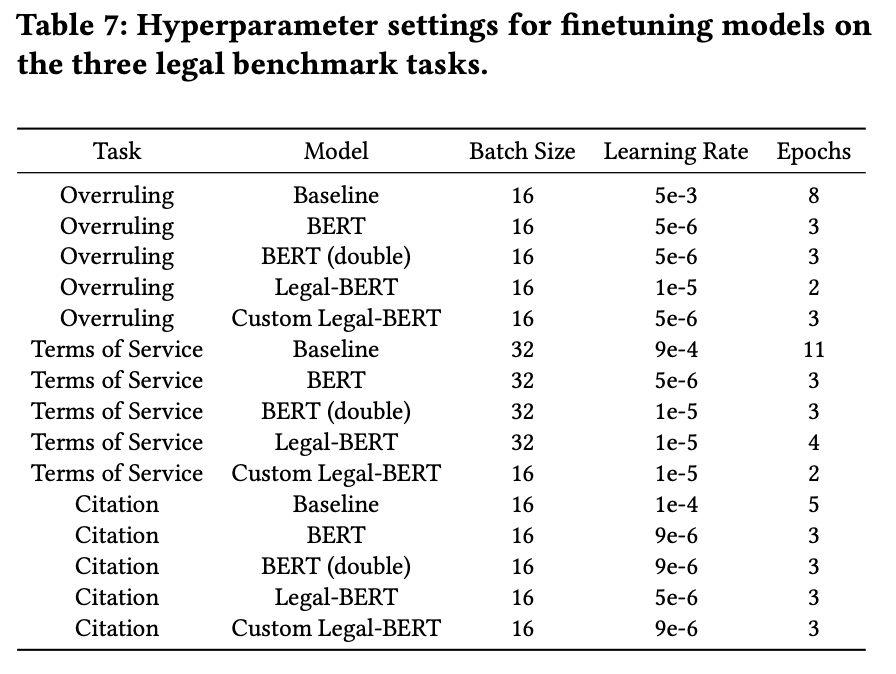 Table 7: Hyperparameter settings for finetuning models on
the three legal benchmark tasks.
Task Model Batch Size Learning Rate Epochs
Overruling Baseline 16 5e-3 8
Overruling BERT 16 5e-6 3
Overruling BERT (double) 16 5e-6 3
Overruling Legal-BERT 16 1e-5 2
Overruling Custom Legal-BERT 16 5e-6 3
Terms of Service Baseline 32 9e-4 11
Terms of Service BERT 32 5e-6 3
Terms of Service BERT (double) 32 1e-5 3
Terms of Service Legal-BERT 32 1e-5 4
Terms of Service Custom Legal-BERT 16 1e-5 2
Citation Baseline 16 1e-4 5
Citation BERT 16 9e-6 3
Citation BERT (double) 16 9e-6 3
Citation Legal-BERT 16 5e-6 3
Citation Custom Legal-BERT 16 9e-6 3